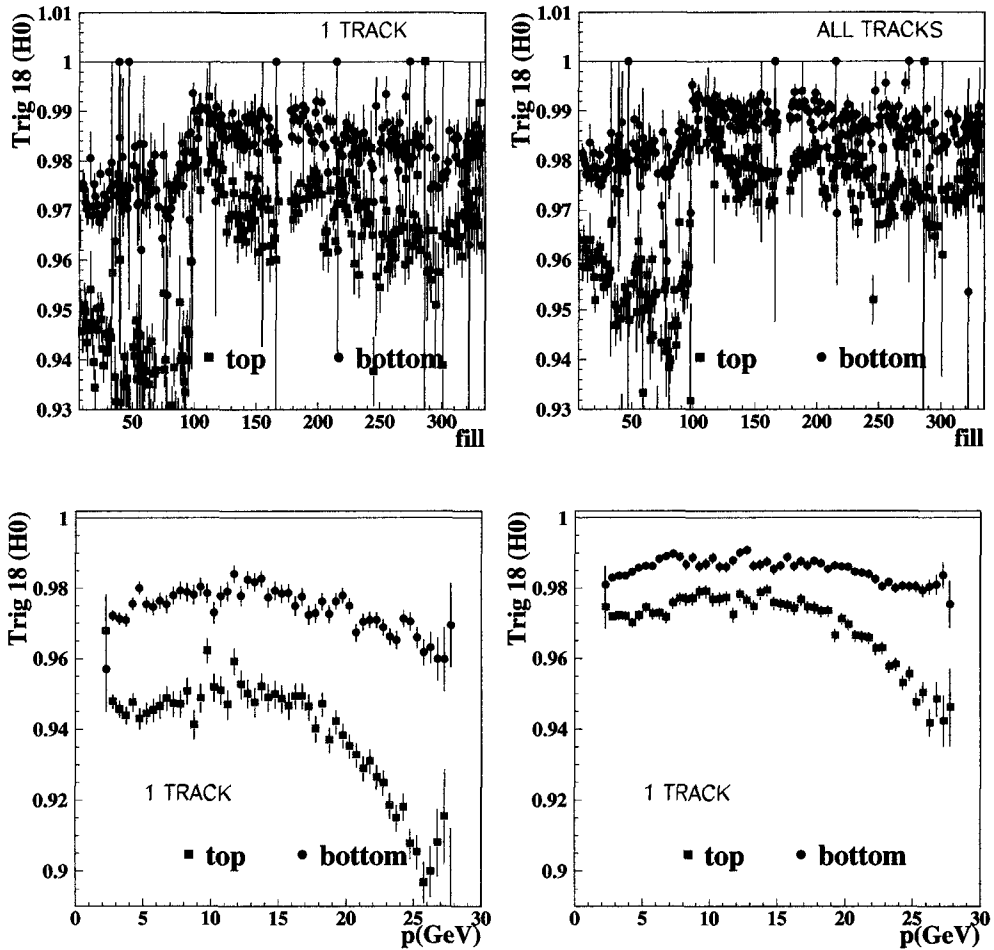 Trig 18 (H0)
1.01
1
0.99
0.98
0.97
0.96
0.95
0.94
0.93
1 TRACK
top
bottom
50
100
150
200
250
300
fill
Trig 18 (H0)
1.01
1
0.99
0.98
0.97
0.96
0.95
0.94
0.93
ALL TRACKS
top
bottom
50
100
150
200
250
300
fill
Trig 18 (H0)
1
0.98
0.96
0.94
0.92
0.9
1 TRACK
top
bottom
0
5
10
15
20
25
30
p(GeV)
Trig 18 (H0)
1
0.98
0.96
0.94
0.92
0.9
1 TRACK
top
bottom
0
5
10
15
20
25
30
p(GeV)